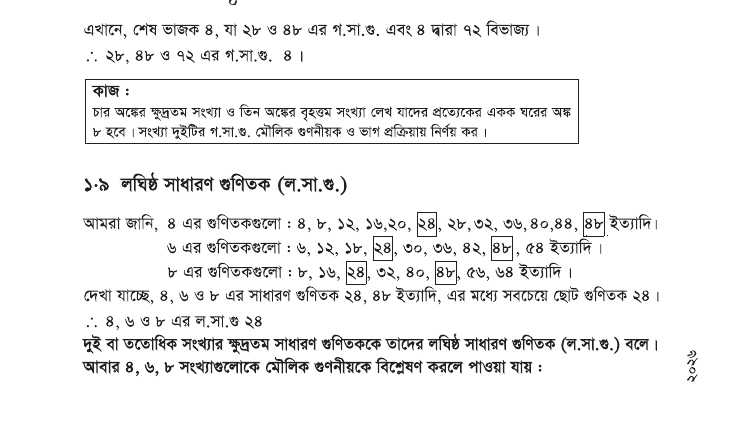 এখানে, শেষ ভাজক ৪, যা ২৮ ও ৪৮ এর গ.সা.গু. এবং ৪ দ্বারা ৭২ বিভাজ্য।
∴ ২৮, ৪৮ ও ৭২ এর গ.সা.গু. ৪।
কাজ :
চার অঙ্কের ক্ষুদ্রতম সংখ্যা ও তিন অঙ্কের বৃহত্তম সংখ্যা লেখ যাদের প্রত্যেকের একক ঘরের অঙ্ক
৮ হবে। সংখ্যা দুইটির গ.সা.গু. মৌলিক গুণনীয়ক ও ভাগ প্রক্রিয়ায় নির্ণয় কর।
১·৯ লঘিষ্ঠ সাধারণ গুণিতক (ল.সা.গু.)
আমরা জানি, ৪ এর গুণিতকগুলো : ৪, ৮, ১২, ১৬,২০, ২৪, ২৮,৩২, ৩৬,৪০,৪৪, ৪৮ ইত্যাদি।
৬ এর গুণিতকগুলো : ৬, ১২, ১৮, ২৪, ৩০, ৩৬, ৪২, ৪৮, ৫৪ ইত্যাদি।
৮ এর গুণিতকগুলো : ৮, ১৬, ২৪, ৩২, ৪০, ৪৮, ৫৬, ৬৪ ইত্যাদি।
দেখা যাচ্ছে, ৪, ৬ ও ৮ এর সাধারণ গুণিতক ২৪, ৪৮ ইত্যাদি, এর মধ্যে সবচেয়ে ছোট গুণিতক ২৪।
∴ ৪, ৬ ও ৮ এর ল.সা.গু ২৪
দুই বা ততোধিক সংখ্যার ক্ষুদ্রতম সাধারণ গুণিতককে তাদের লঘিষ্ঠ সাধারণ গুণিতক (ল.সা.গু.) বলে।
আবার ৪, ৬, ৮ সংখ্যাগুলোকে মৌলিক গুণনীয়কে বিশ্লেষণ করলে পাওয়া যায় :
২০২৬